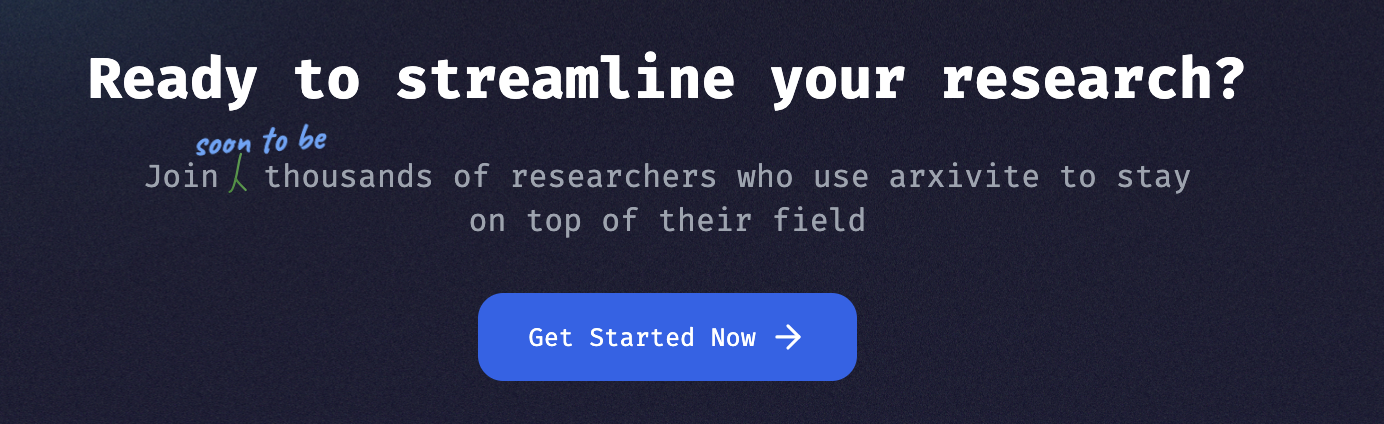 Ready to streamline your research?
soon to be
Join thousands of researchers who use arxivite to stay
on top of their field
Get Started Now →